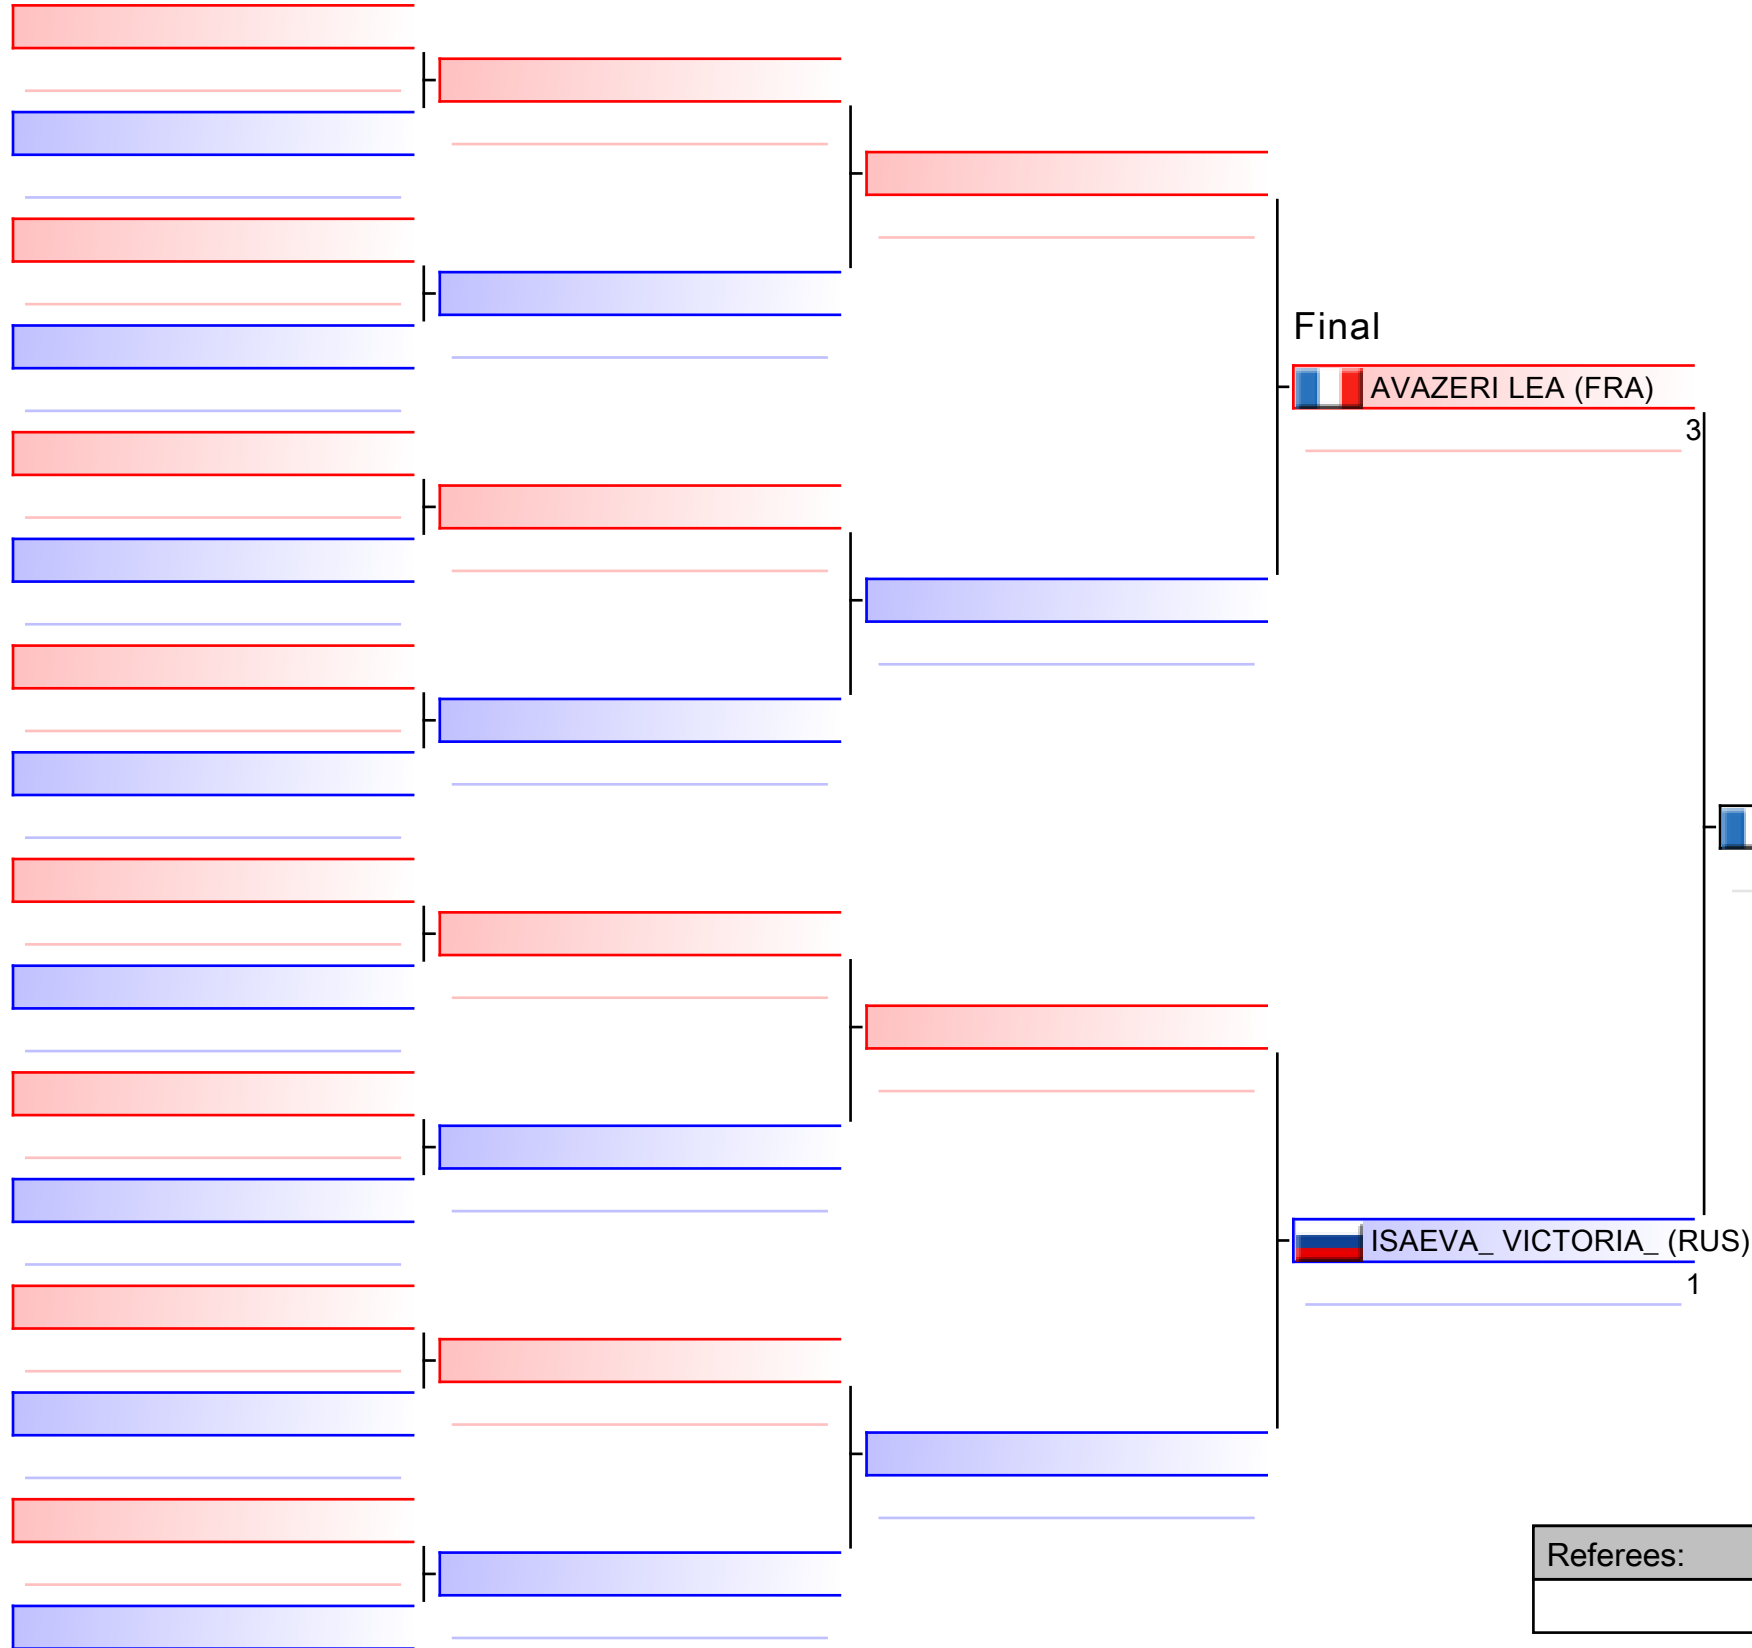 Final
AVAZERI LEA (FRA)
3
ISAEVA_ VICTORIA_ (RUS)
1
Referees: